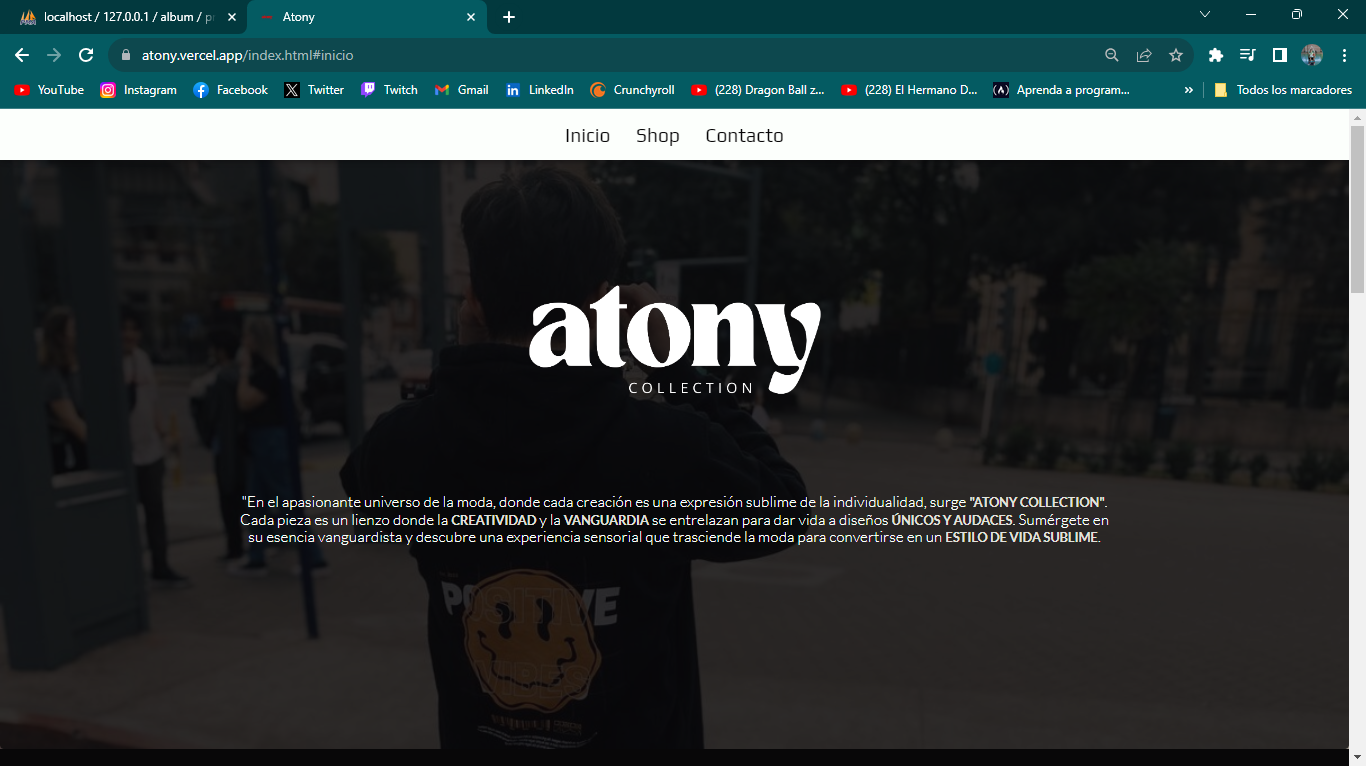 localhost / 127.0.0.1 / album / pr
Atony
atony.vercel.app/index.html#inicio
YouTube
Instagram
Facebook
Twitter
Twitch
Gmail
LinkedIn
Crunchyroll
(228) Dragon Ball z...
(228) El Hermano D...
Aprenda a program...
»
Todos los marcadores
Inicio Shop Contacto
atony
COLLECTION
"En el apasionante universo de la moda, donde cada creación es una expresión sublime de la individualidad, surge "ATONY COLLECTION".
Cada pieza es un lienzo donde la CREATIVIDAD y la VANGUARDIA se entrelazan para dar vida a diseños ÚNICOS Y AUDACES. Sumérgete en
su esencia vanguardista y descubre una experiencia sensorial que trasciende la moda para convertirse en un ESTILO DE VIDA SUBLIME.
POSITIVE
VIBES